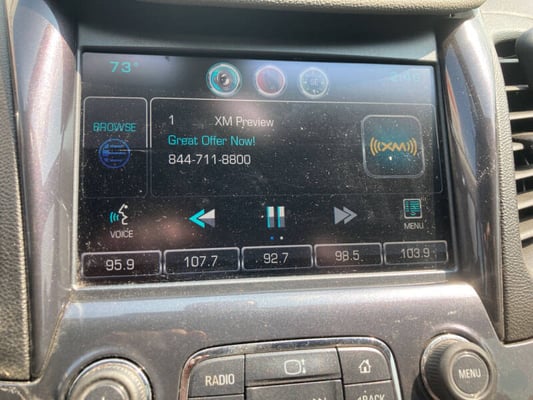 73°
1 XM Preview
BROWSE
Great Offer Now!
844-711-8800
((XM))
VOICE
MENU
95.9 107.7 92.7 98.5 103.9
RADIO
MENU
BACK